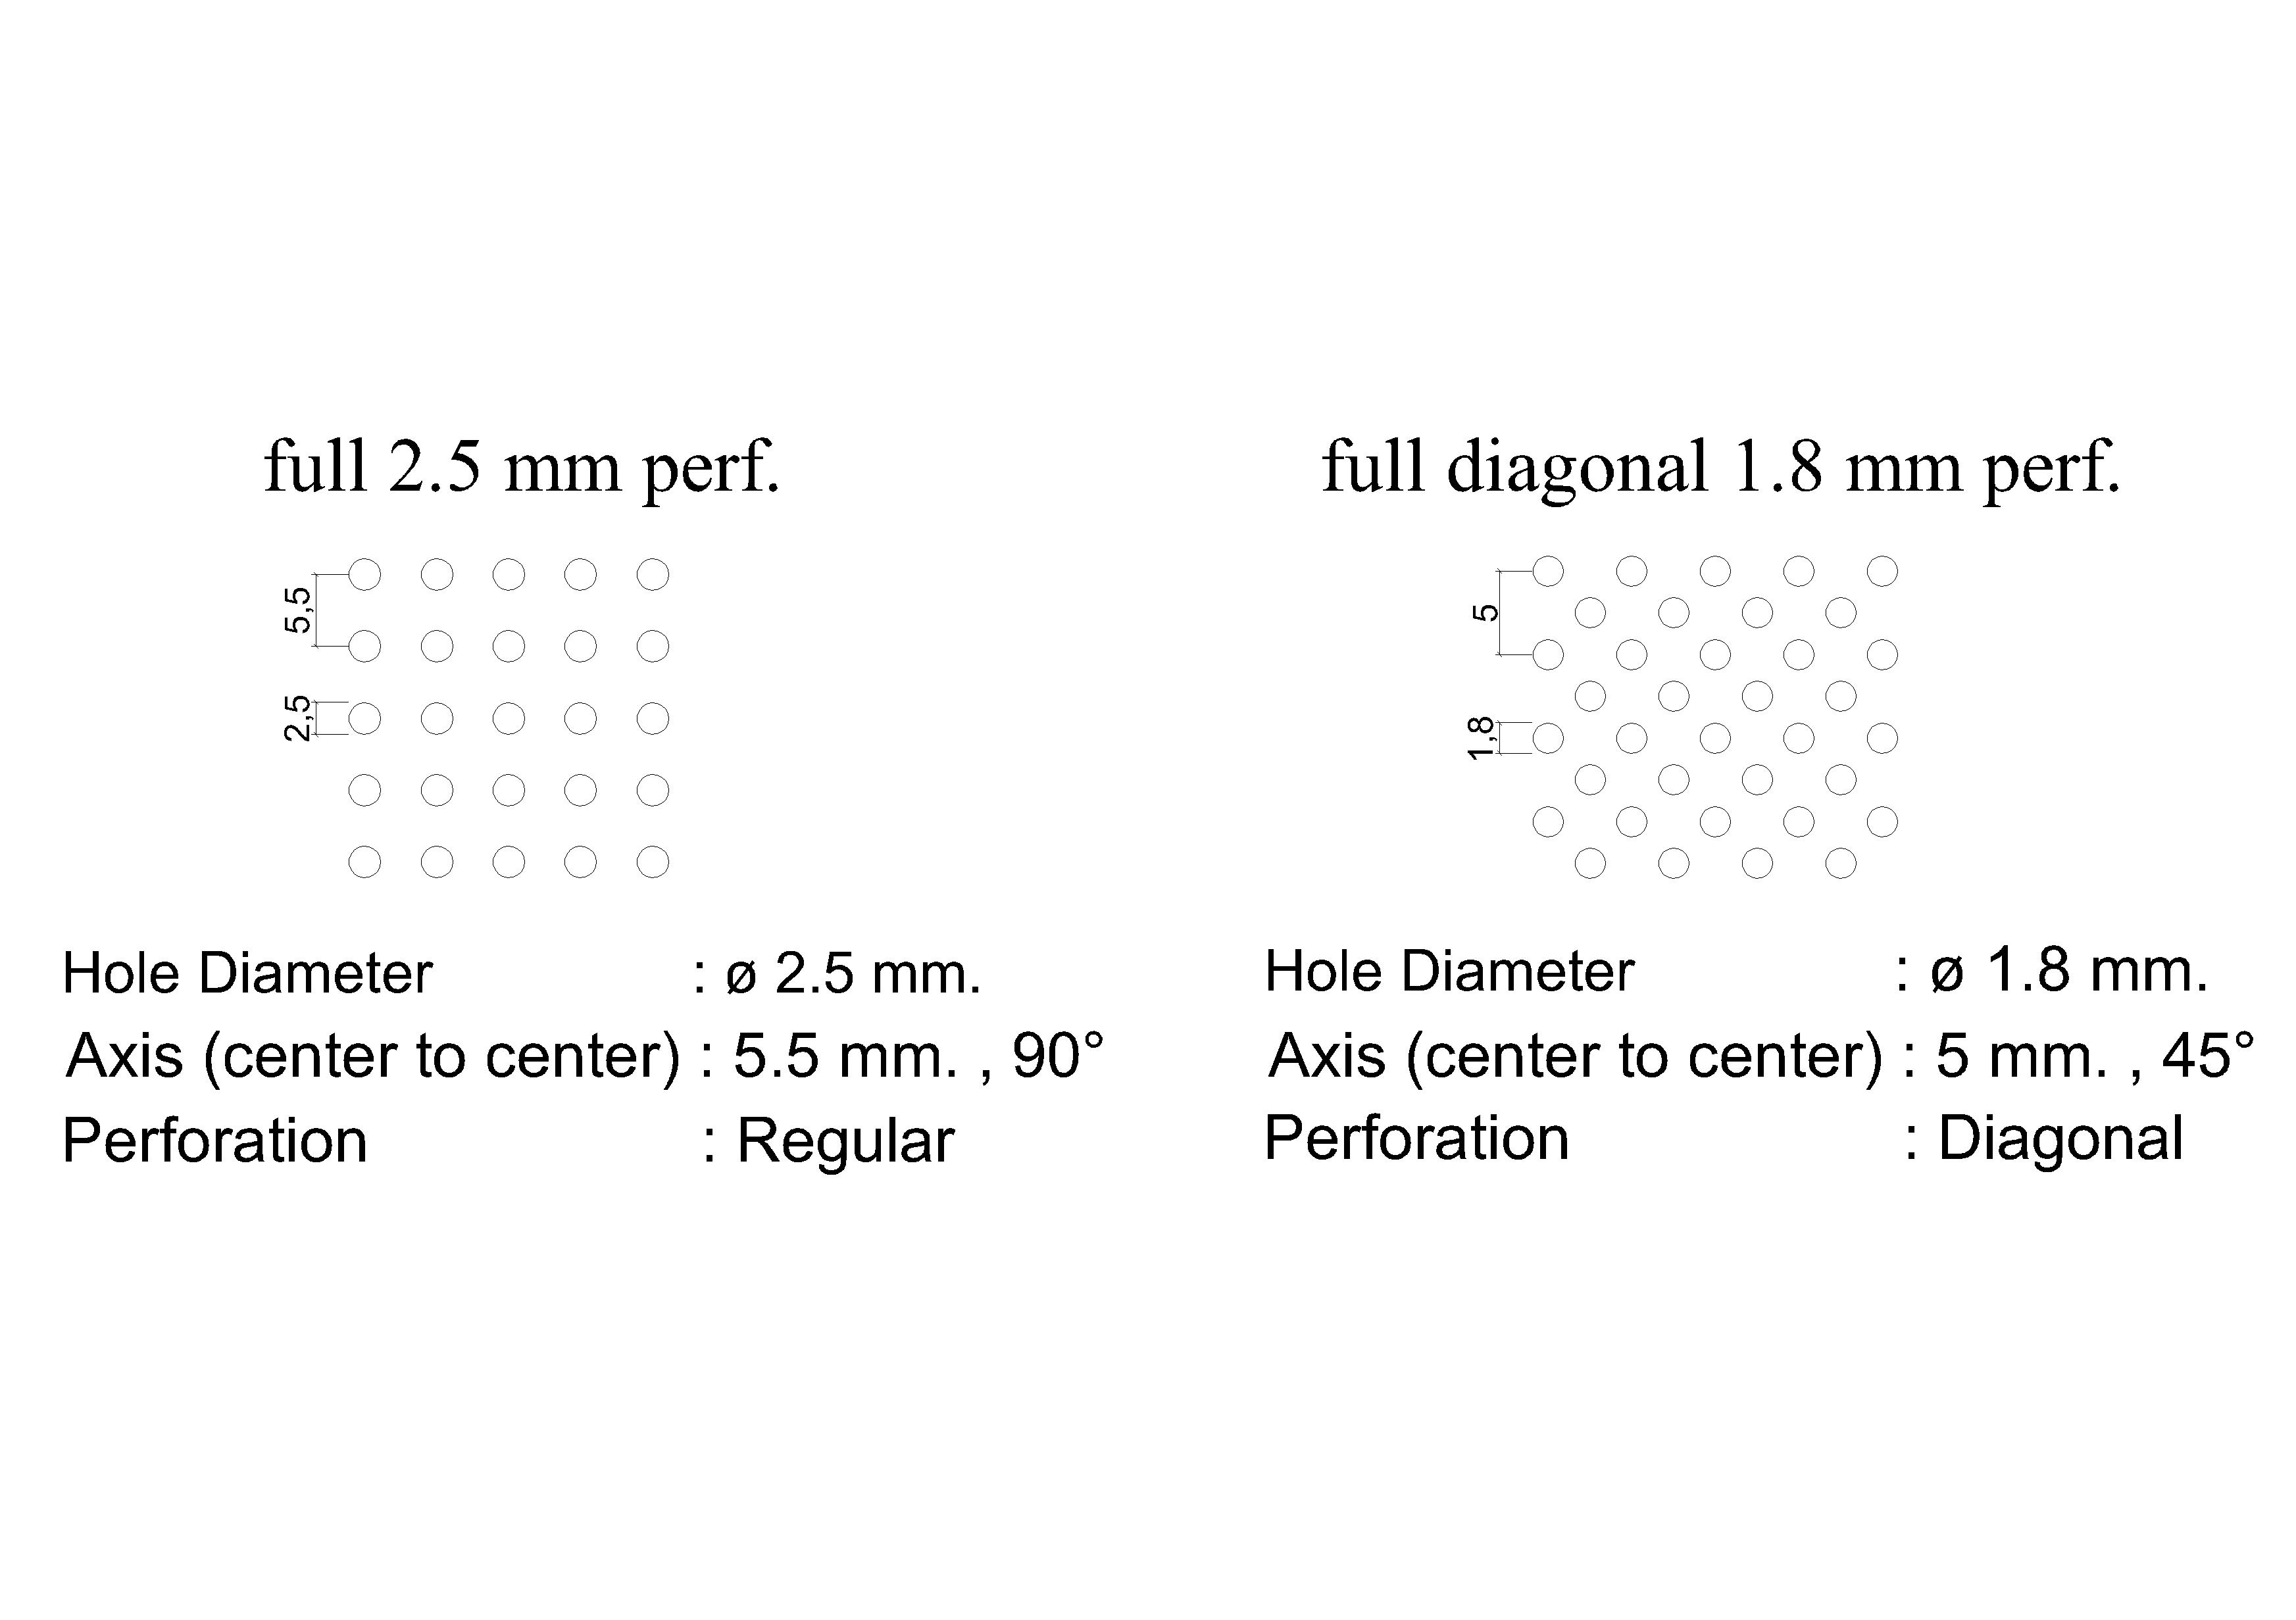 full 2.5 mm perf.
5,5
2,5
Hole Diameter : ø 2.5 mm.
Axis (center to center) : 5.5 mm. , 90°
Perforation : Regular
full diagonal 1.8 mm perf.
5
1,8
Hole Diameter : ø 1.8 mm.
Axis (center to center) : 5 mm. , 45°
Perforation : Diagonal